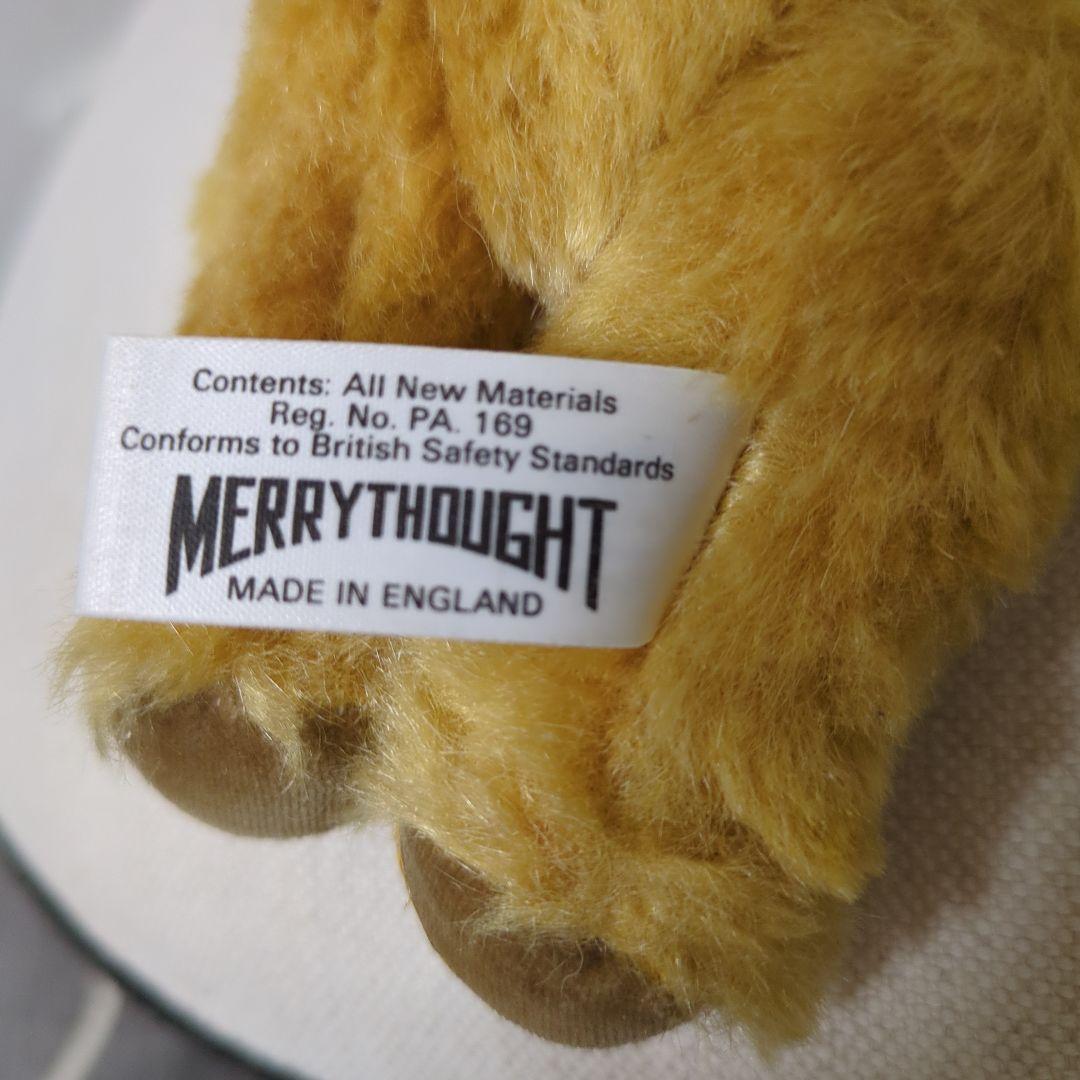 Contents: All New Materials
Reg. No. PA. 169
Conforms to British Safety Standards
MERRYTHOUGHT
MADE IN ENGLAND